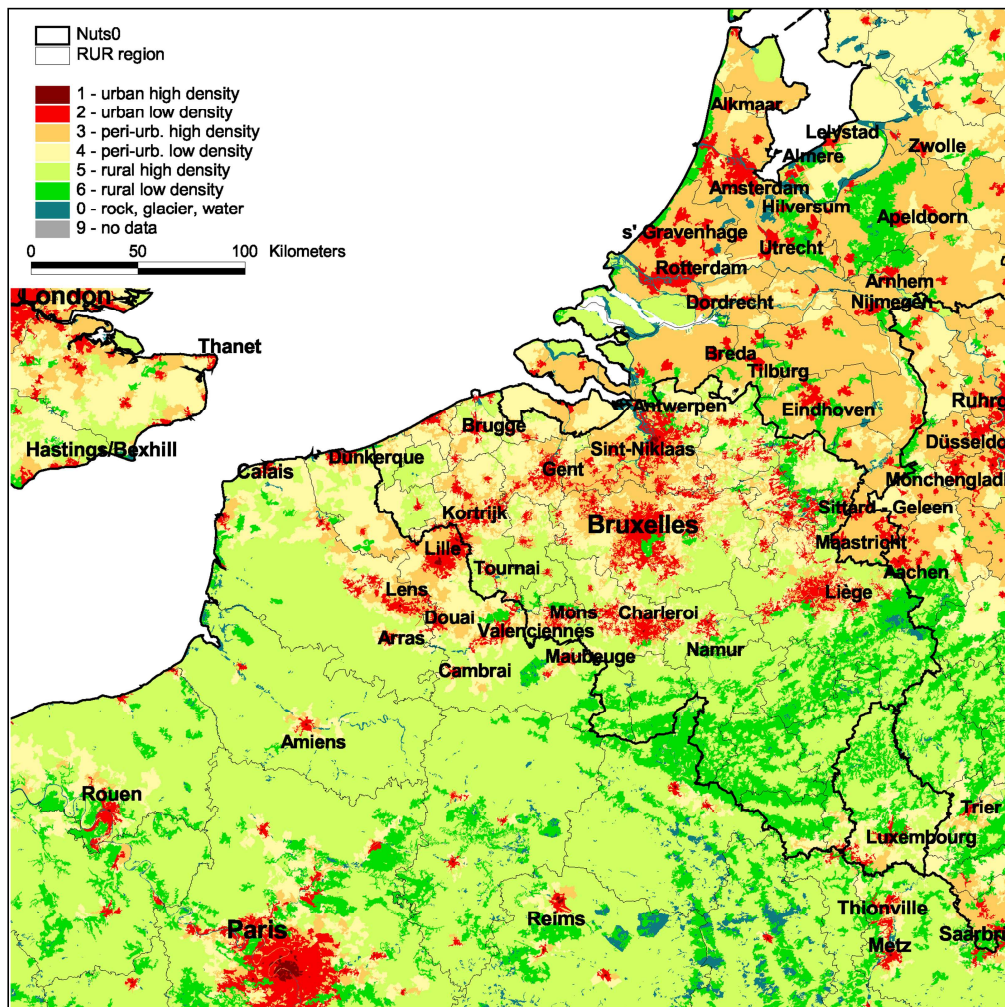 Nuts0
RUR region
1 - urban high density
2 - urban low density
3 - peri-urb. high density
4 - peri-urb. low density
5 - rural high density
6 - rural low density
0 - rock, glacier, water
9 - no data
0 50 100 Kilometers
Alkmaar
Lelystad
Zwolle
Almere
Amsterdam
Hilversum
Apeldoorn
s' Gravenhage
Utrecht
Rotterdam
Arnhem
London
Dordrecht
Nijmegen
Thanet
Breda
Tilburg
Ruhrg
Antwerpen
Eindhoven
Brugge
Hastings/Bexhill
Sint-Niklaas
Düsseldo
Dunkerque
Calais
Gent
Monchengladl
Sittard - Geleen
Kortrijk
Bruxelles
Maastright
Lille
Tournai
Aachen
Lens
Liège
Douai
Mons
Charleroi
Arras
Valenciennes
Namur
Maubeuge
Cambrai
Amiens
Rouen
Trier
Luxembourg
Thionville
Reims
Paris
Saarbri
Metz